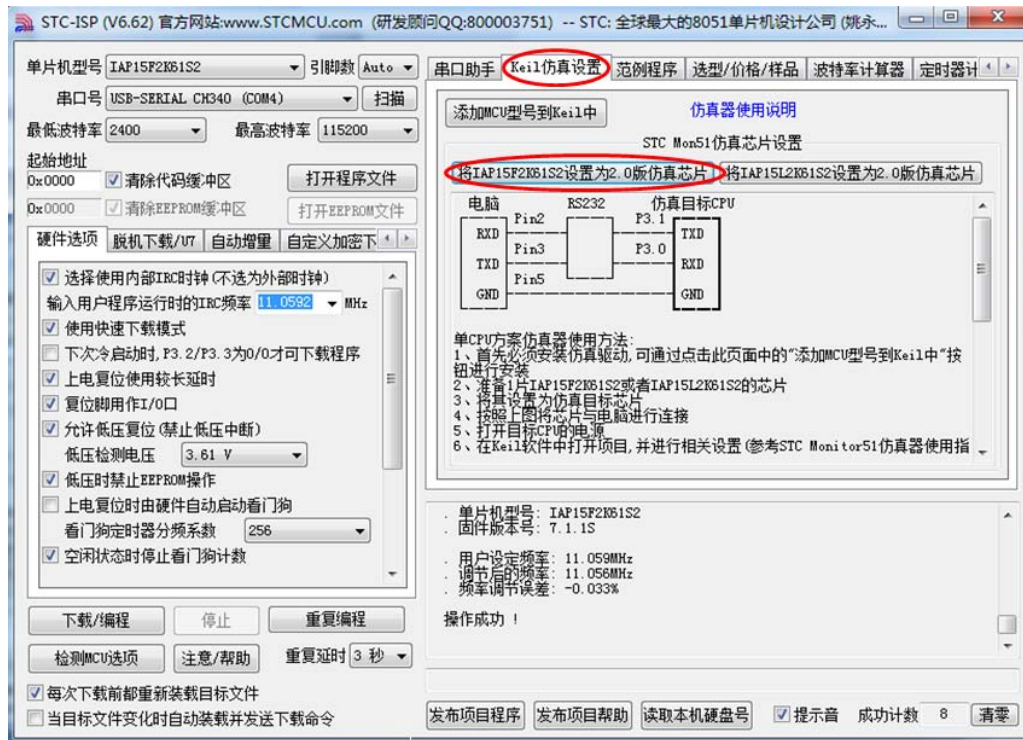 STC-ISP (V6.62) 官方网站:www.STCMCU.com (研发顾问QQ:800003751) -- STC: 全球最大的8051单片机设计公司 (姚永...
单片机型号 IAP15F2K61S2 引脚数 Auto
串口号 USB-SERIAL CH340 (COM4) 扫描
最低波特率 2400 最高波特率 115200
起始地址
0x0000 清除代码缓冲区 打开程序文件
0x0000 清除EEPROM缓冲区 打开EEPROM文件
硬件选项 脱机下载/U7 自动增量 自定义加密下
选择使用内部IRC时钟(不选为外部时钟)
输入用户程序运行时的IRC频率 11.0592 MHz
使用快速下载模式
下次冷启动时,P3.2/P3.3为0/0才可下载程序
上电复位使用较长延时
复位脚用作I/O口
允许低压复位(禁止低压中断)
低压检测电压 3.61 V
低压时禁止EEPROM操作
上电复位时由硬件自动启动看门狗
看门狗定时器分频系数 256
空闲状态时停止看门狗计数
下载/编程 停止 重复编程
检测MCU选项 注意/帮助 重复延时 3 秒
每次下载前都重新装载目标文件
当目标文件变化时自动装载并发送下载命令
串口助手 Keil仿真设置 范例程序 选型/价格/样品 波特率计算器 定时器计
添加MCU型号到Keil中 仿真器使用说明
STC Mon51仿真芯片设置
将IAP15F2K61S2设置为2.0版仿真芯片 将IAP15L2K61S2设置为2.0版仿真芯片
电脑 RS232 仿真目标CPU
Pin2 P3.1
RXD TXD
Pin3 P3.0
TXD RXD
Pin5
GND GND
单CPU方案仿真器使用方法:
1、首先必须安装仿真驱动,可通过点击此页面中的"添加MCU型号到Keil中"按
钮进行安装
2、准备1片IAP15F2K61S2或者IAP15L2K61S2的芯片
3、将其设置为仿真目标芯片
4、按照上图将芯片与电脑进行连接
5、打开目标CPU的电源
6、在Keil软件中打开项目,并进行相关设置(参考STC Monitor51仿真器使用指
. 单片机型号: IAP15F2K61S2
. 固件版本号: 7.1.1S
. 用户设定频率: 11.059MHz
. 调节后的频率: 11.056MHz
. 频率调节误差: -0.033%
操作成功 !
发布项目程序 发布项目帮助 读取本机硬盘号 提示音 成功计数 8 清零